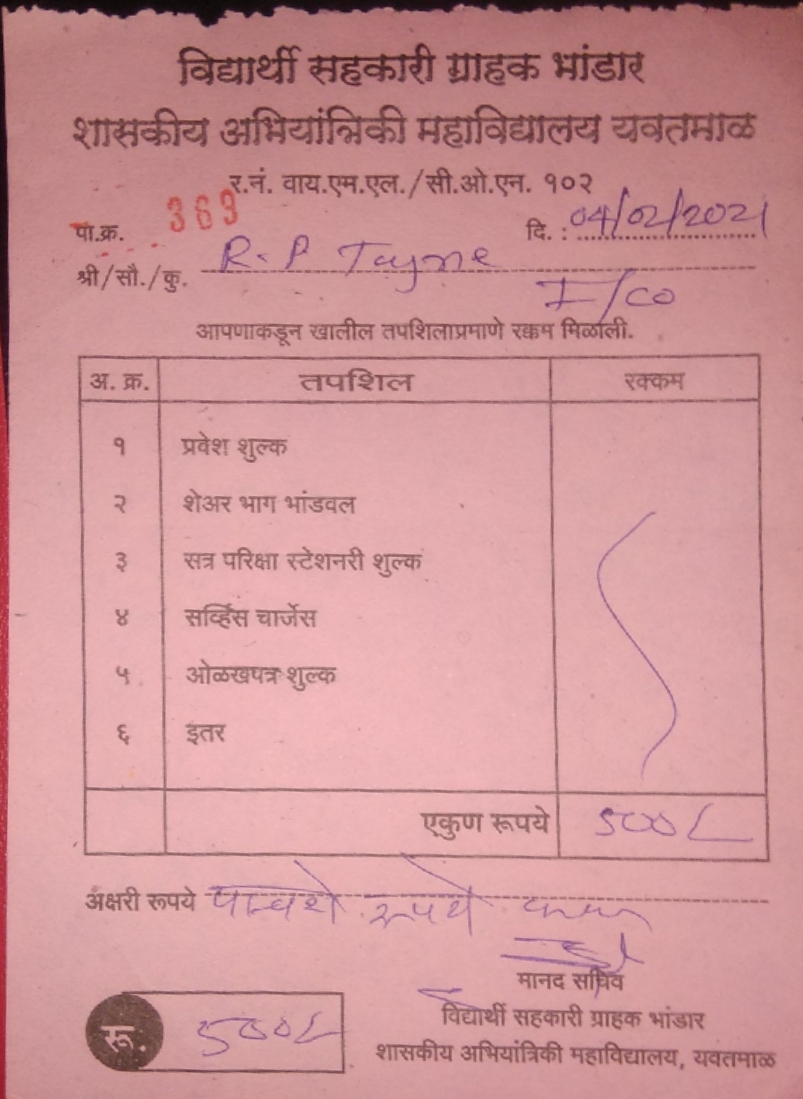 विद्यार्थी सहकारी ग्राहक भांडार
शासकीय अभियांत्रिकी महाविद्यालय यवतमाळ
र.नं. वाय.एम.एल./सी.ओ.एन. १०२
पा.क्र. 369 दि. : 04/02/2021
श्री/सौ./कु. R.P Tayne
I/CO
आपणाकडून खालील तपशिलाप्रमाणे रक्कम मिळाली.
अ. क्र. तपशिल रक्कम
१ प्रवेश शुल्क
२ शेअर भाग भांडवल
३ सत्र परिक्षा स्टेशनरी शुल्क
४ सर्व्हिस चार्जेस
५ ओळखपत्र शुल्क
६ इतर
एकुण रूपये 500/-
अक्षरी रूपये पाचशे रूपये
मानद सचिव
विद्यार्थी सहकारी ग्राहक भांडार
रू. 500/-
शासकीय अभियांत्रिकी महाविद्यालय, यवतमाळ